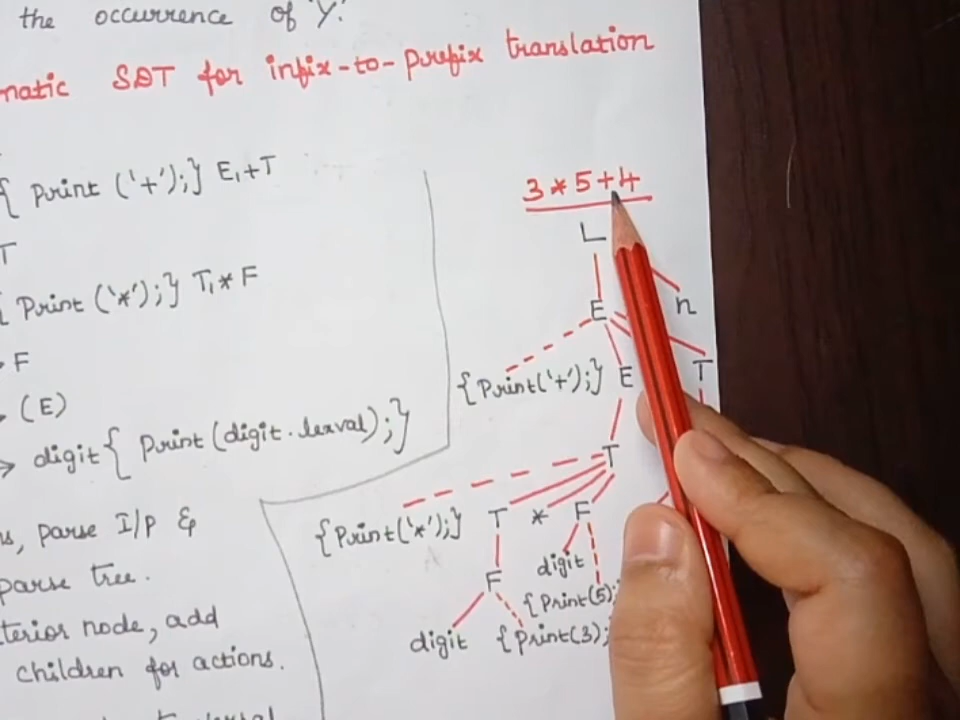 the occurrence of Y.
matic SDT for infix-to-prefix translation
{ Print ('+');} E₁+T
T
{ Print ('*');} T₁*F
F
(E)
→ digit { Print (digit.lexval);}
parse I/p &
parse tree.
terior node, add
children for actions.
3*5+4
L
E n
{Print('+');} E T
T
{Print('*');} T * F
F digit {Print(5);
digit {Print(3);}